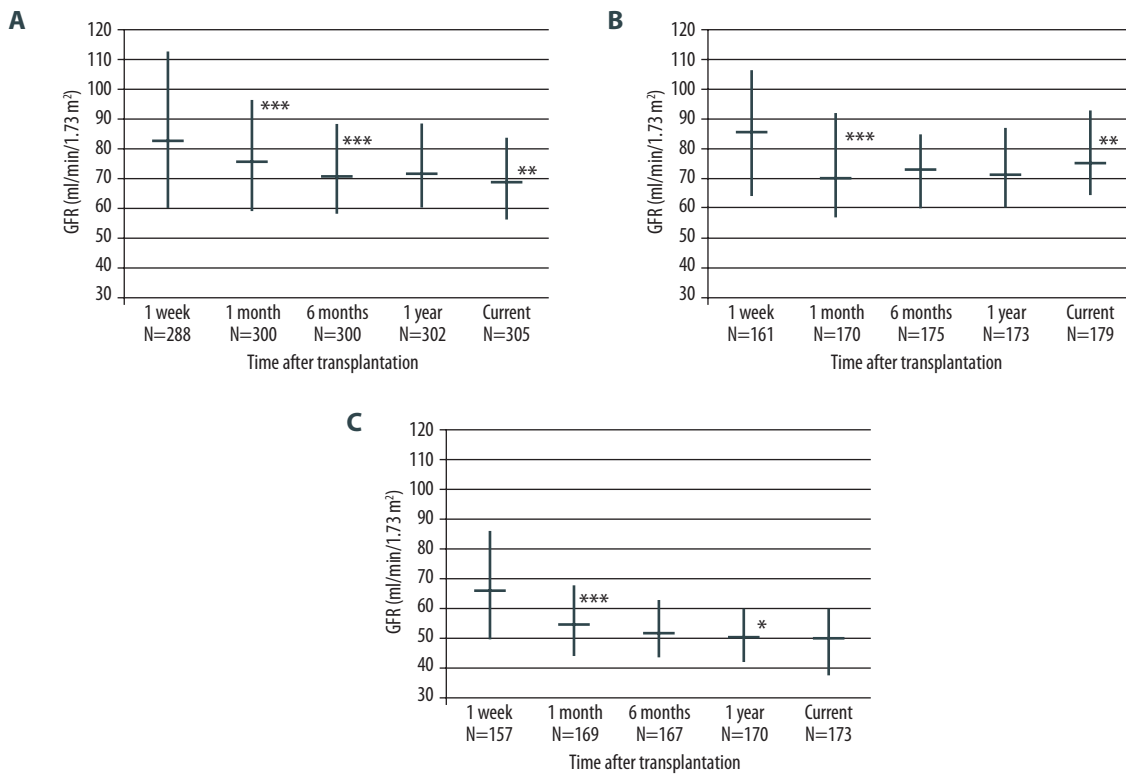 A
GFR (ml/min/1.73 m²)
120
110
100
90
80
70
60
50
40
30
***
***
**
1 week 1 month 6 months 1 year Current
N=288 N=300 N=300 N=302 N=305
Time after transplantation
B
GFR (ml/min/1.73 m²)
120
110
100
90
80
70
60
50
40
30
***
**
1 week 1 month 6 months 1 year Current
N=161 N=170 N=175 N=173 N=179
Time after transplantation
C
GFR (ml/min/1.73 m²)
120
110
100
90
80
70
60
50
40
30
***
*
1 week 1 month 6 months 1 year Current
N=157 N=169 N=167 N=170 N=173
Time after transplantation